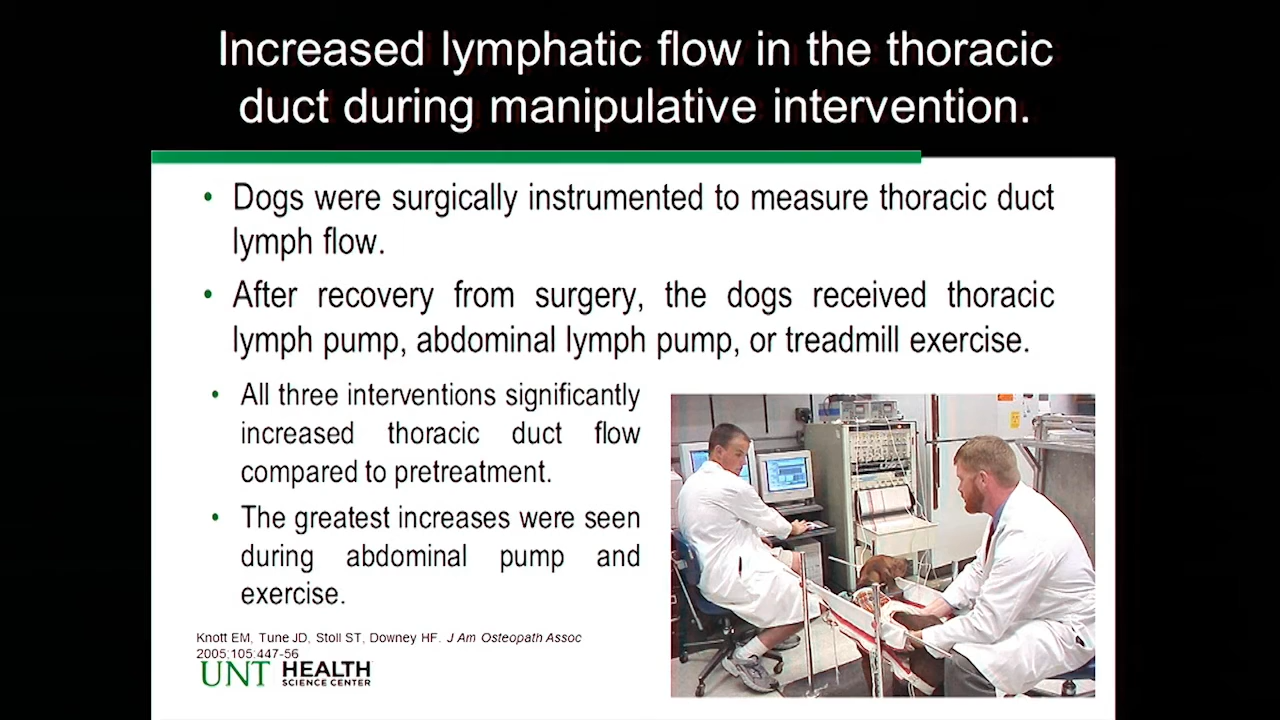 Increased lymphatic flow in the thoracic
duct during manipulative intervention.
• Dogs were surgically instrumented to measure thoracic duct
lymph flow.
• After recovery from surgery, the dogs received thoracic
lymph pump, abdominal lymph pump, or treadmill exercise.
• All three interventions significantly
increased thoracic duct flow
compared to pretreatment.
• The greatest increases were seen
during abdominal pump and
exercise.
Knott EM, Tune JD, Stoll ST, Downey HF. J Am Osteopath Assoc
2005;105:447-56
UNT HEALTH
SCIENCE CENTER